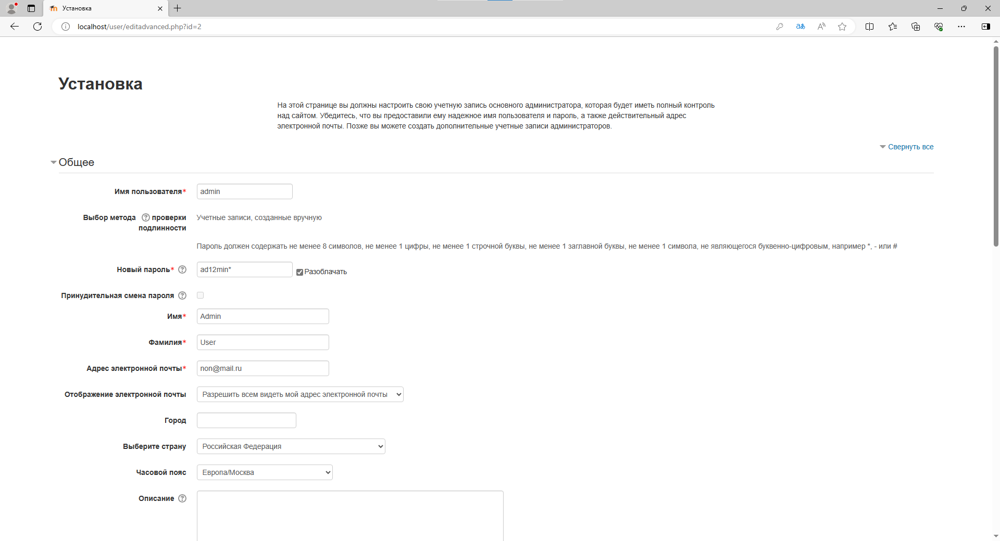 Установка
localhost/user/editadvanced.php?id=2
Установка
На этой странице вы должны настроить свою учетную запись основного администратора, которая будет иметь полный контроль
над сайтом. Убедитесь, что вы предоставили ему надежное имя пользователя и пароль, а также действительный адрес
электронной почты. Позже вы можете создать дополнительные учетные записи администраторов.
Свернуть все
Общее
Имя пользователя*
admin
Выбор метода ? проверки
подлинности
Учетные записи, созданные вручную
Пароль должен содержать не менее 8 символов, не менее 1 цифры, не менее 1 строчной буквы, не менее 1 заглавной буквы, не менее 1 символа, не являющегося буквенно-цифровым, например *, - или #
Новый пароль* ?
ad12min*
Разоблачать
Принудительная смена пароля ?
Имя*
Admin
Фамилия*
User
Адрес электронной почты*
non@mail.ru
Отображение электронной почты
Разрешить всем видеть мой адрес электронной почты
Город
Выберите страну
Российская Федерация
Часовой пояс
Европа/Москва
Описание ?